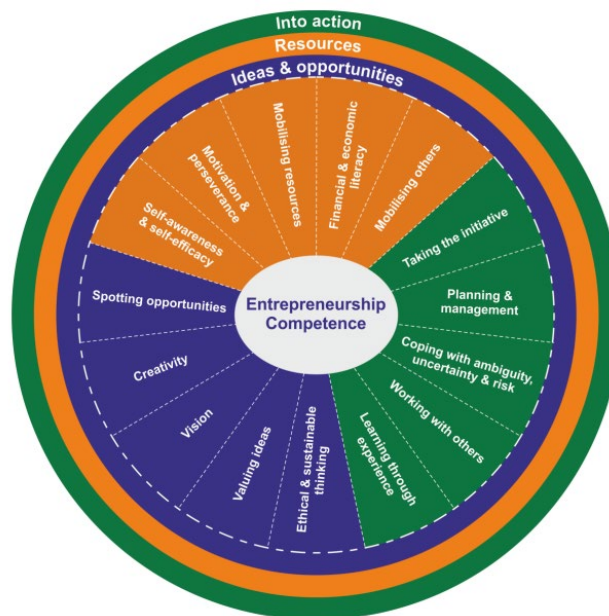 Into action
Resources
Ideas & opportunities
Self-awareness
& self-efficacy
Motivation &
perseverance
Mobilising resources
Financial & economic
literacy
Mobilising others
Taking the initiative
Planning &
management
Coping with ambiguity,
uncertainty & risk
Working with others
Learning through
experience
Ethical & sustainable
thinking
Valuing ideas
Vision
Creativity
Spotting opportunities
Entrepreneurship
Competence